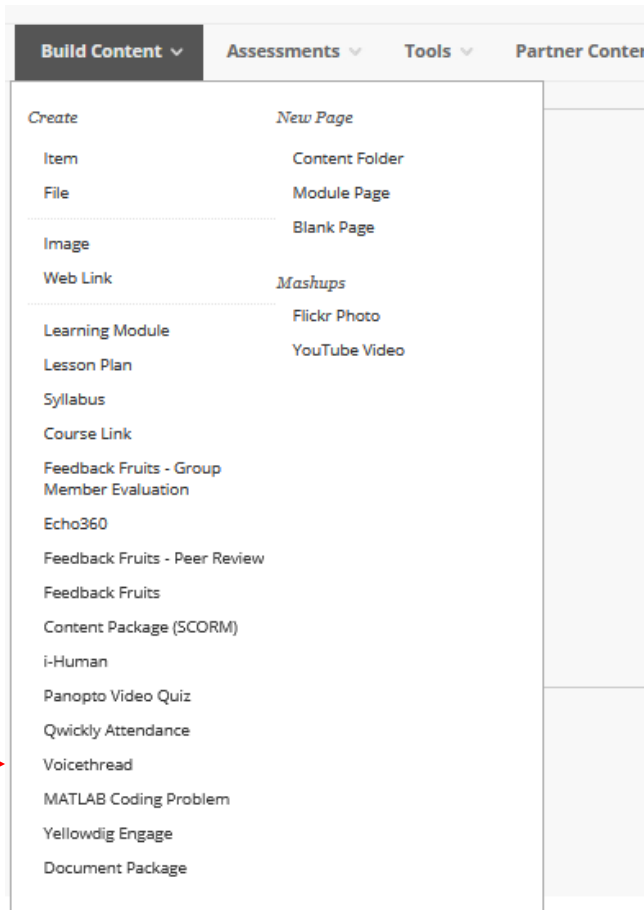 Build Content Assessments Tools Partner
Create
Item
File
Image
Web Link
Learning Module
Lesson Plan
Syllabus
Course Link
Feedback Fruits - Group
Member Evaluation
Echo360
Feedback Fruits - Peer Review
Feedback Fruits
Content Package (SCORM)
i-Human
Panopto Video Quiz
Qwickly Attendance
Voicethread
MATLAB Coding Problem
Yellowdig Engage
Document Package
New Page
Content Folder
Module Page
Blank Page
Mashups
Flickr Photo
YouTube Video